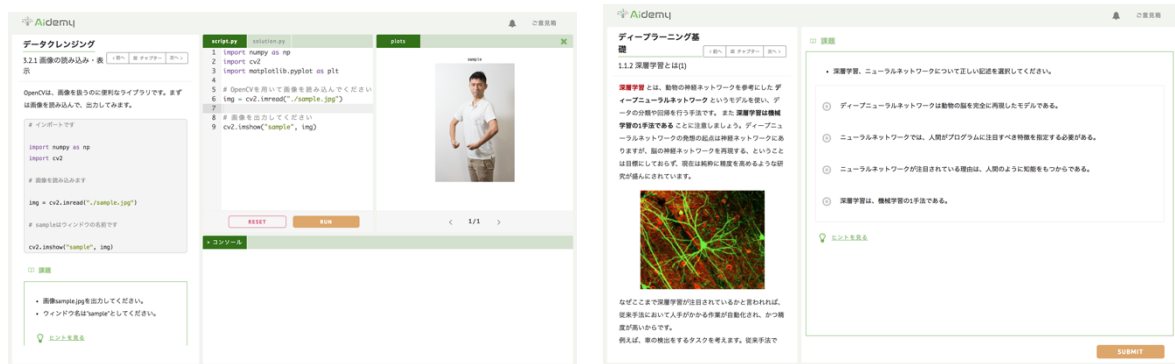 Aidemy
ご意見箱
データクレンジング
3.2.1 画像の読み込み・表
示
<前へ
チャプター
次へ>
OpenCVは、画像を扱うのに便利なライブラリです。まず
は画像を読み込んで、出力してみます。
# インポートです
import numpy as np
import cv2
# 画像を読み込みます
img = cv2.imread("./sample.jpg")
# sampleはウィンドウの名前です
cv2.imshow("sample", img)
課題
• 画像sample.jpgを出力してください。
• ウィンドウ名は"sample"としてください。
ヒントを見る
script.py
solution.py
1 import numpy as np
2 import cv2
3 import matplotlib.pyplot as plt
4
5 # OpenCVを用いて画像を読み込んでください
6 img = cv2.imread("./sample.jpg")
7
8 # 画像を出力してください
9 cv2.imshow("sample", img)
RESET
RUN
plots
sample
< 1/1 >
コンソール
Aidemy
ご意見箱
ディープラーニング基
礎
<前へ
チャプター
次へ>
1.1.2 深層学習とは(1)
深層学習 とは、動物の神経ネットワークを参考にした デ
ィープニューラルネットワーク というモデルを使い、デ
ータの分類や回帰を行う手法です。 また 深層学習は機械
学習の1手法である ことに注意しましょう。ディープニュ
ーラルネットワークの発想の起点は神経ネットワークにあ
りますが、脳の神経ネットワークを再現する、ということ
は目標にしておらず、現在は純粋に精度を高めるような研
究が盛んにされています。
なぜここまで深層学習が注目されているかと言われれば、
従来手法において人手がかかる作業が自動化され、かつ精
度が高いからです。
例えば、車の検出をするタスクを考えます。従来手法で
課題
• 深層学習、ニューラルネットワークについて正しい記述を選択してください。
ディープニューラルネットワークは動物の脳を完全に再現したモデルである。
ニューラルネットワークでは、人間がプログラムに注目すべき特徴を指定する必要がある。
ニューラルネットワークが注目されている理由は、人間のように知能をもつからである。
深層学習は、機械学習の1手法である。
ヒントを見る
SUBMIT